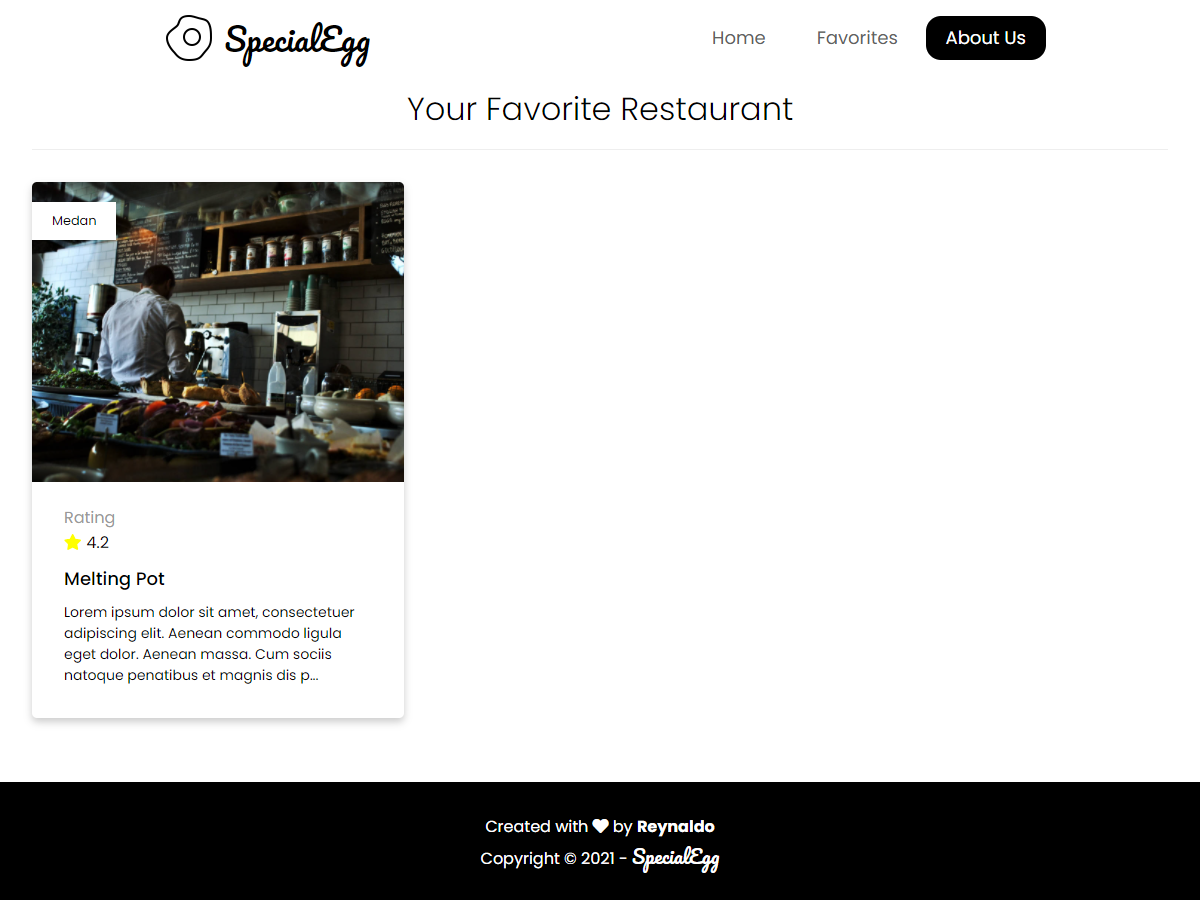 SpecialEgg
Home
Favorites
About Us
Your Favorite Restaurant
Medan
Rating
4.2
Melting Pot
Lorem ipsum dolor sit amet, consectetuer
adipiscing elit. Aenean commodo ligula
eget dolor. Aenean massa. Cum sociis
natoque penatibus et magnis dis p...
Created with by Reynaldo
Copyright © 2021 - SpecialEgg